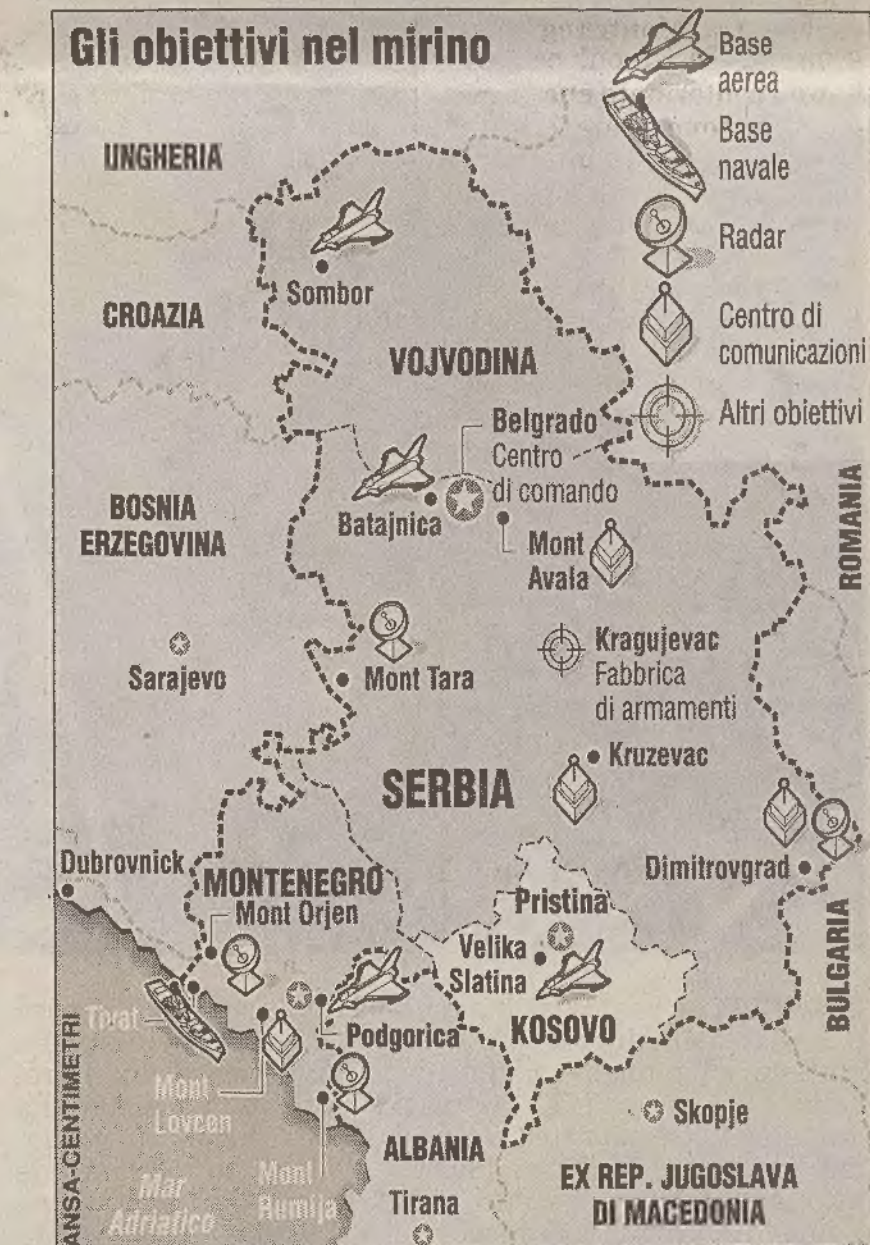 Gli obiettivi nel mirino
Base
aerea
Base
navale
Radar
Centro di
comunicazioni
Altri obiettivi
UNGHERIA
CROAZIA
Sombor
VOJVODINA
Belgrado
Centro
di comando
Batajnica
BOSNIA
ERZEGOVINA
Mont
Avala
ROMANIA
Sarajevo
Mont Tara
Kragujevac
Fabbrica
di armamenti
Kruzevac
SERBIA
Dubrovnick
MONTENEGRO
Mont Orjen
Dimitrovgrad
Pristina
Velika
Slatina
BULGARIA
Tivat
Podgorica
KOSOVO
Mont
Lovcen
Skopje
ALBANIA
Mont
Rumija
Mar
Adriatico
Tirana
EX REP. JUGOSLAVA
DI MACEDONIA
ANSA-CENTIMETRI